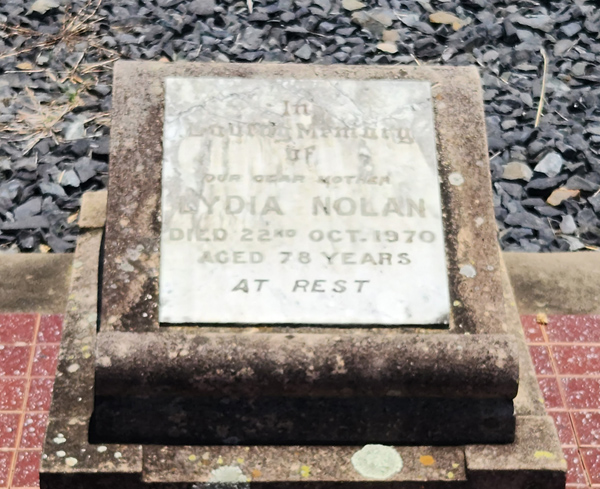 In
Loving Memory
of
OUR DEAR MOTHER
LYDIA NOLAN
DIED 22ND OCT. 1970
AGED 78 YEARS
AT REST